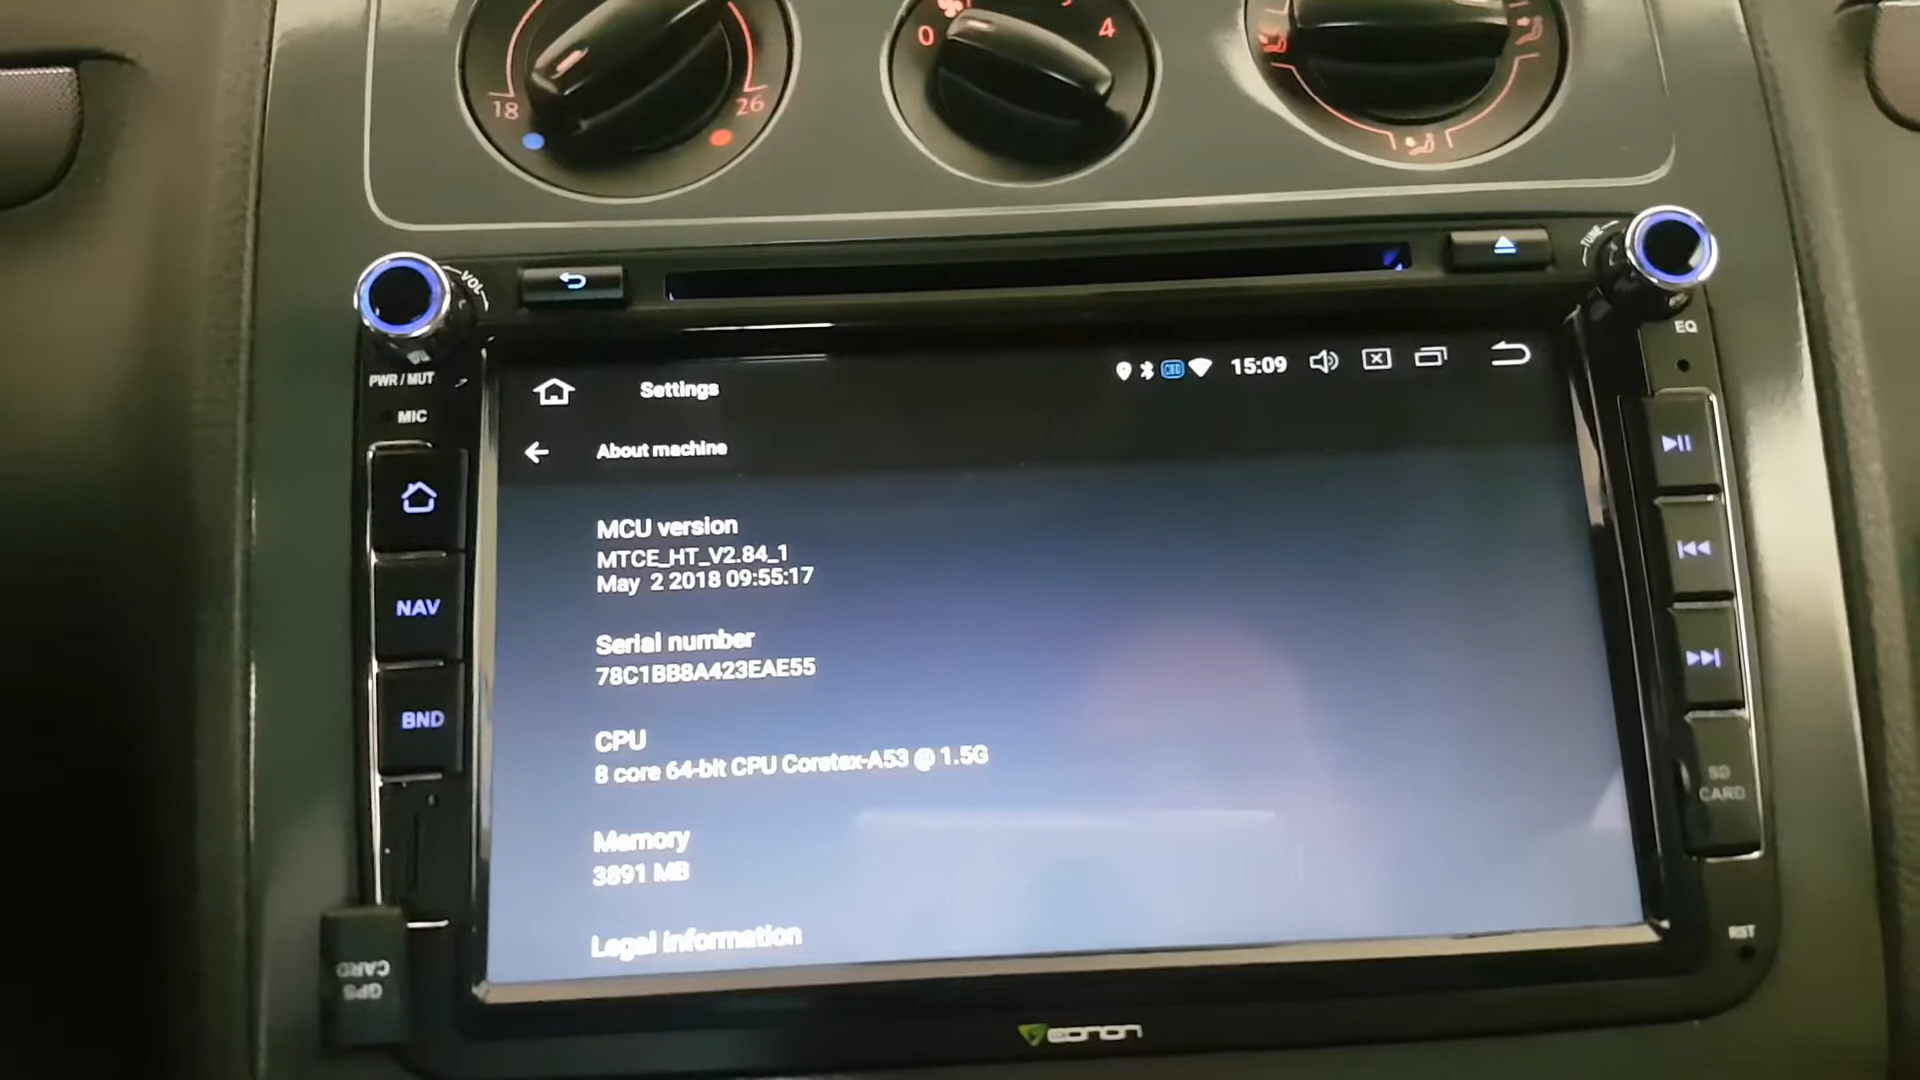 18
26
0
4
VOL
TUNE
EQ
PWR / MUT
MIC
Settings
15:09
About machine
MCU version
MTCE_HT_V2.84_1
May 2 2018 09:55:17
Serial number
78C1BB8A423EAE55
CPU
8 core 64-bit CPU Coretax-A53 @ 1.5G
Memory
3891 MB
Legal information
NAV
BND
SD
CARD
RST
GPS
CARD
eonon